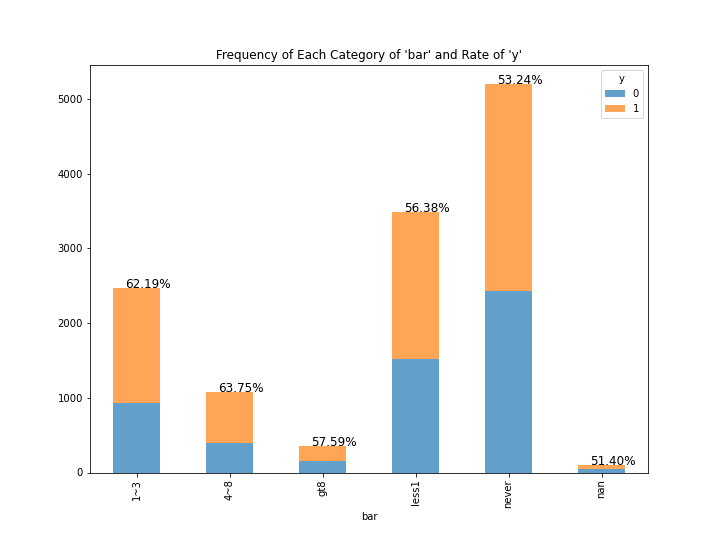 Frequency of Each Category of 'bar' and Rate of 'y'
y
0
1
5000
4000
3000
2000
1000
0
62.19%
63.75%
57.59%
56.38%
53.24%
51.40%
1~3
4~8
gt8
less1
never
nan
bar